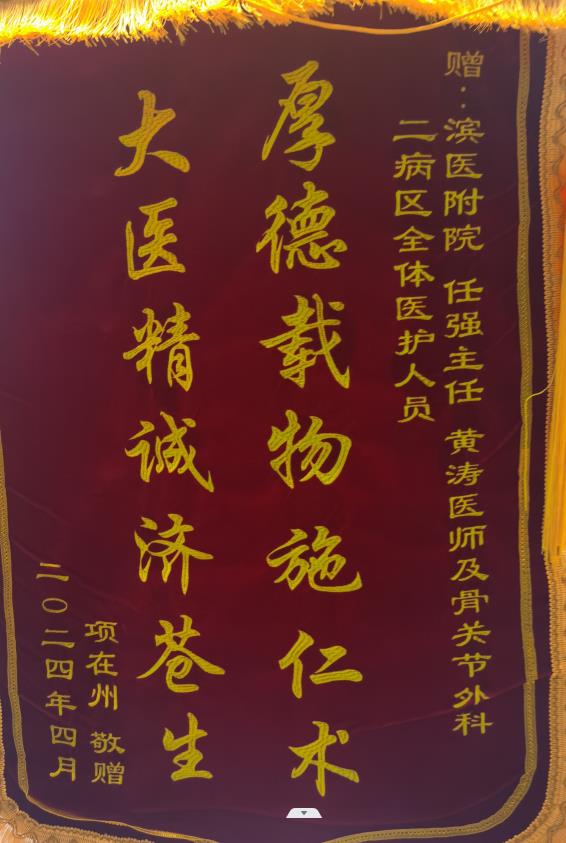 赠：滨医附院 任强主任 黄涛医师及骨关节外科
二病区全体医护人员
厚德载物施仁术
大医精诚济苍生
项在州 敬赠
二〇二四年四月